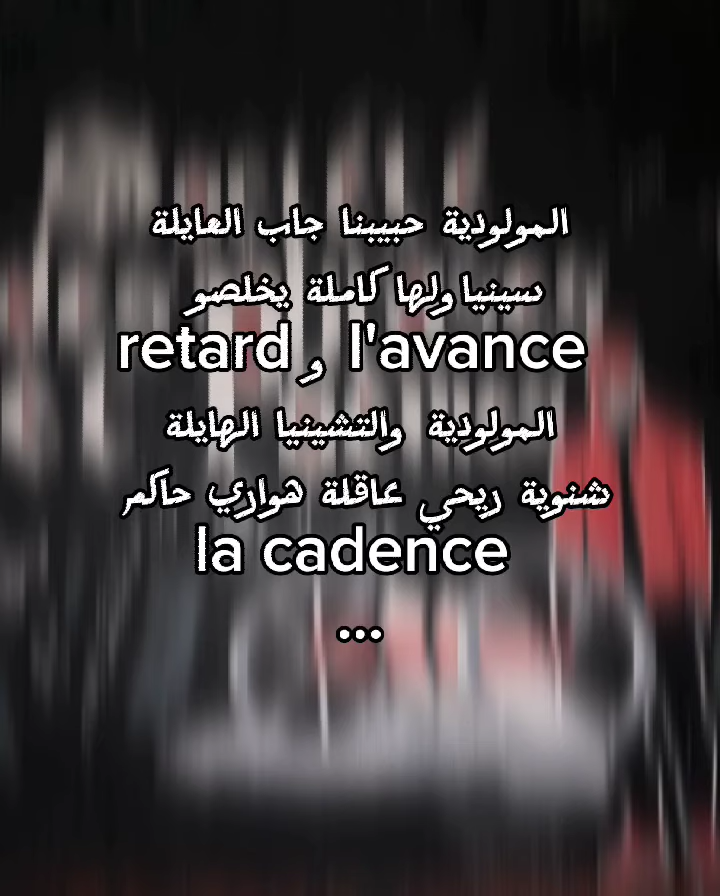 المولودية حبيبنا جاب العايلة
سينيا ولها كاملة يخلصو
retard و l'avance
المولودية والتشينيا الهايلة
شنوية ريحي عاقلة هواري حاكم
la cadence
...